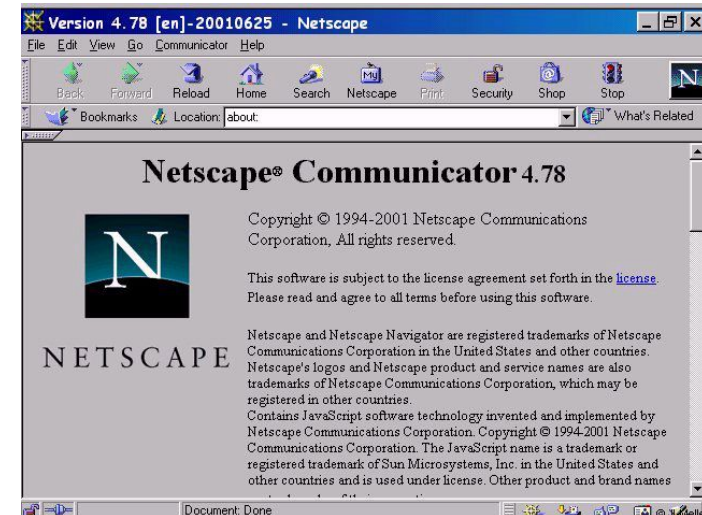 Version 4.78 [en]-20010625 - Netscape
File Edit View Go Communicator Help
Back Forward Reload Home Search Netscape Print Security Shop Stop
Bookmarks Location: about: What's Related
Netscape® Communicator 4.78
Copyright © 1994-2001 Netscape Communications
Corporation, All rights reserved.
This software is subject to the license agreement set forth in the license.
Please read and agree to all terms before using this software.
N
NETSCAPE
Netscape and Netscape Navigator are registered trademarks of Netscape
Communications Corporation in the United States and other countries.
Netscape's logos and Netscape product and service names are also
trademarks of Netscape Communications Corporation, which may be
registered in other countries.
Contains JavaScript software technology invented and implemented by
Netscape Communications Corporation. Copyright © 1994-2001 Netscape
Communications Corporation. The JavaScript name is a trademark or
registered trademark of Sun Microsystems, Inc. in the United States and
other countries and is used under license. Other product and brand names
Document: Done